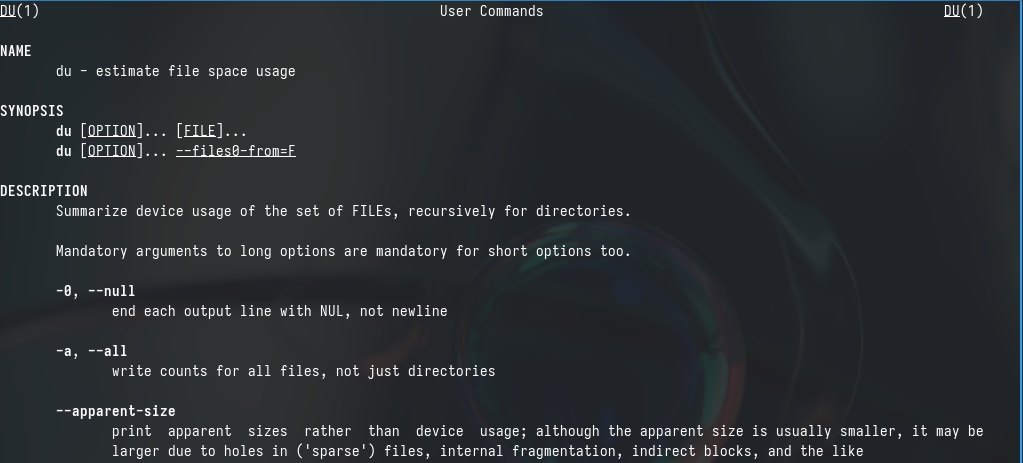 DU(1) User Commands DU(1)
NAME
du - estimate file space usage
SYNOPSIS
du [OPTION]... [FILE]...
du [OPTION]... --files0-from=F
DESCRIPTION
Summarize device usage of the set of FILEs, recursively for directories.
Mandatory arguments to long options are mandatory for short options too.
-0, --null
end each output line with NUL, not newline
-a, --all
write counts for all files, not just directories
--apparent-size
print apparent sizes rather than device usage; although the apparent size is usually smaller, it may be
larger due to holes in ('sparse') files, internal fragmentation, indirect blocks, and the like